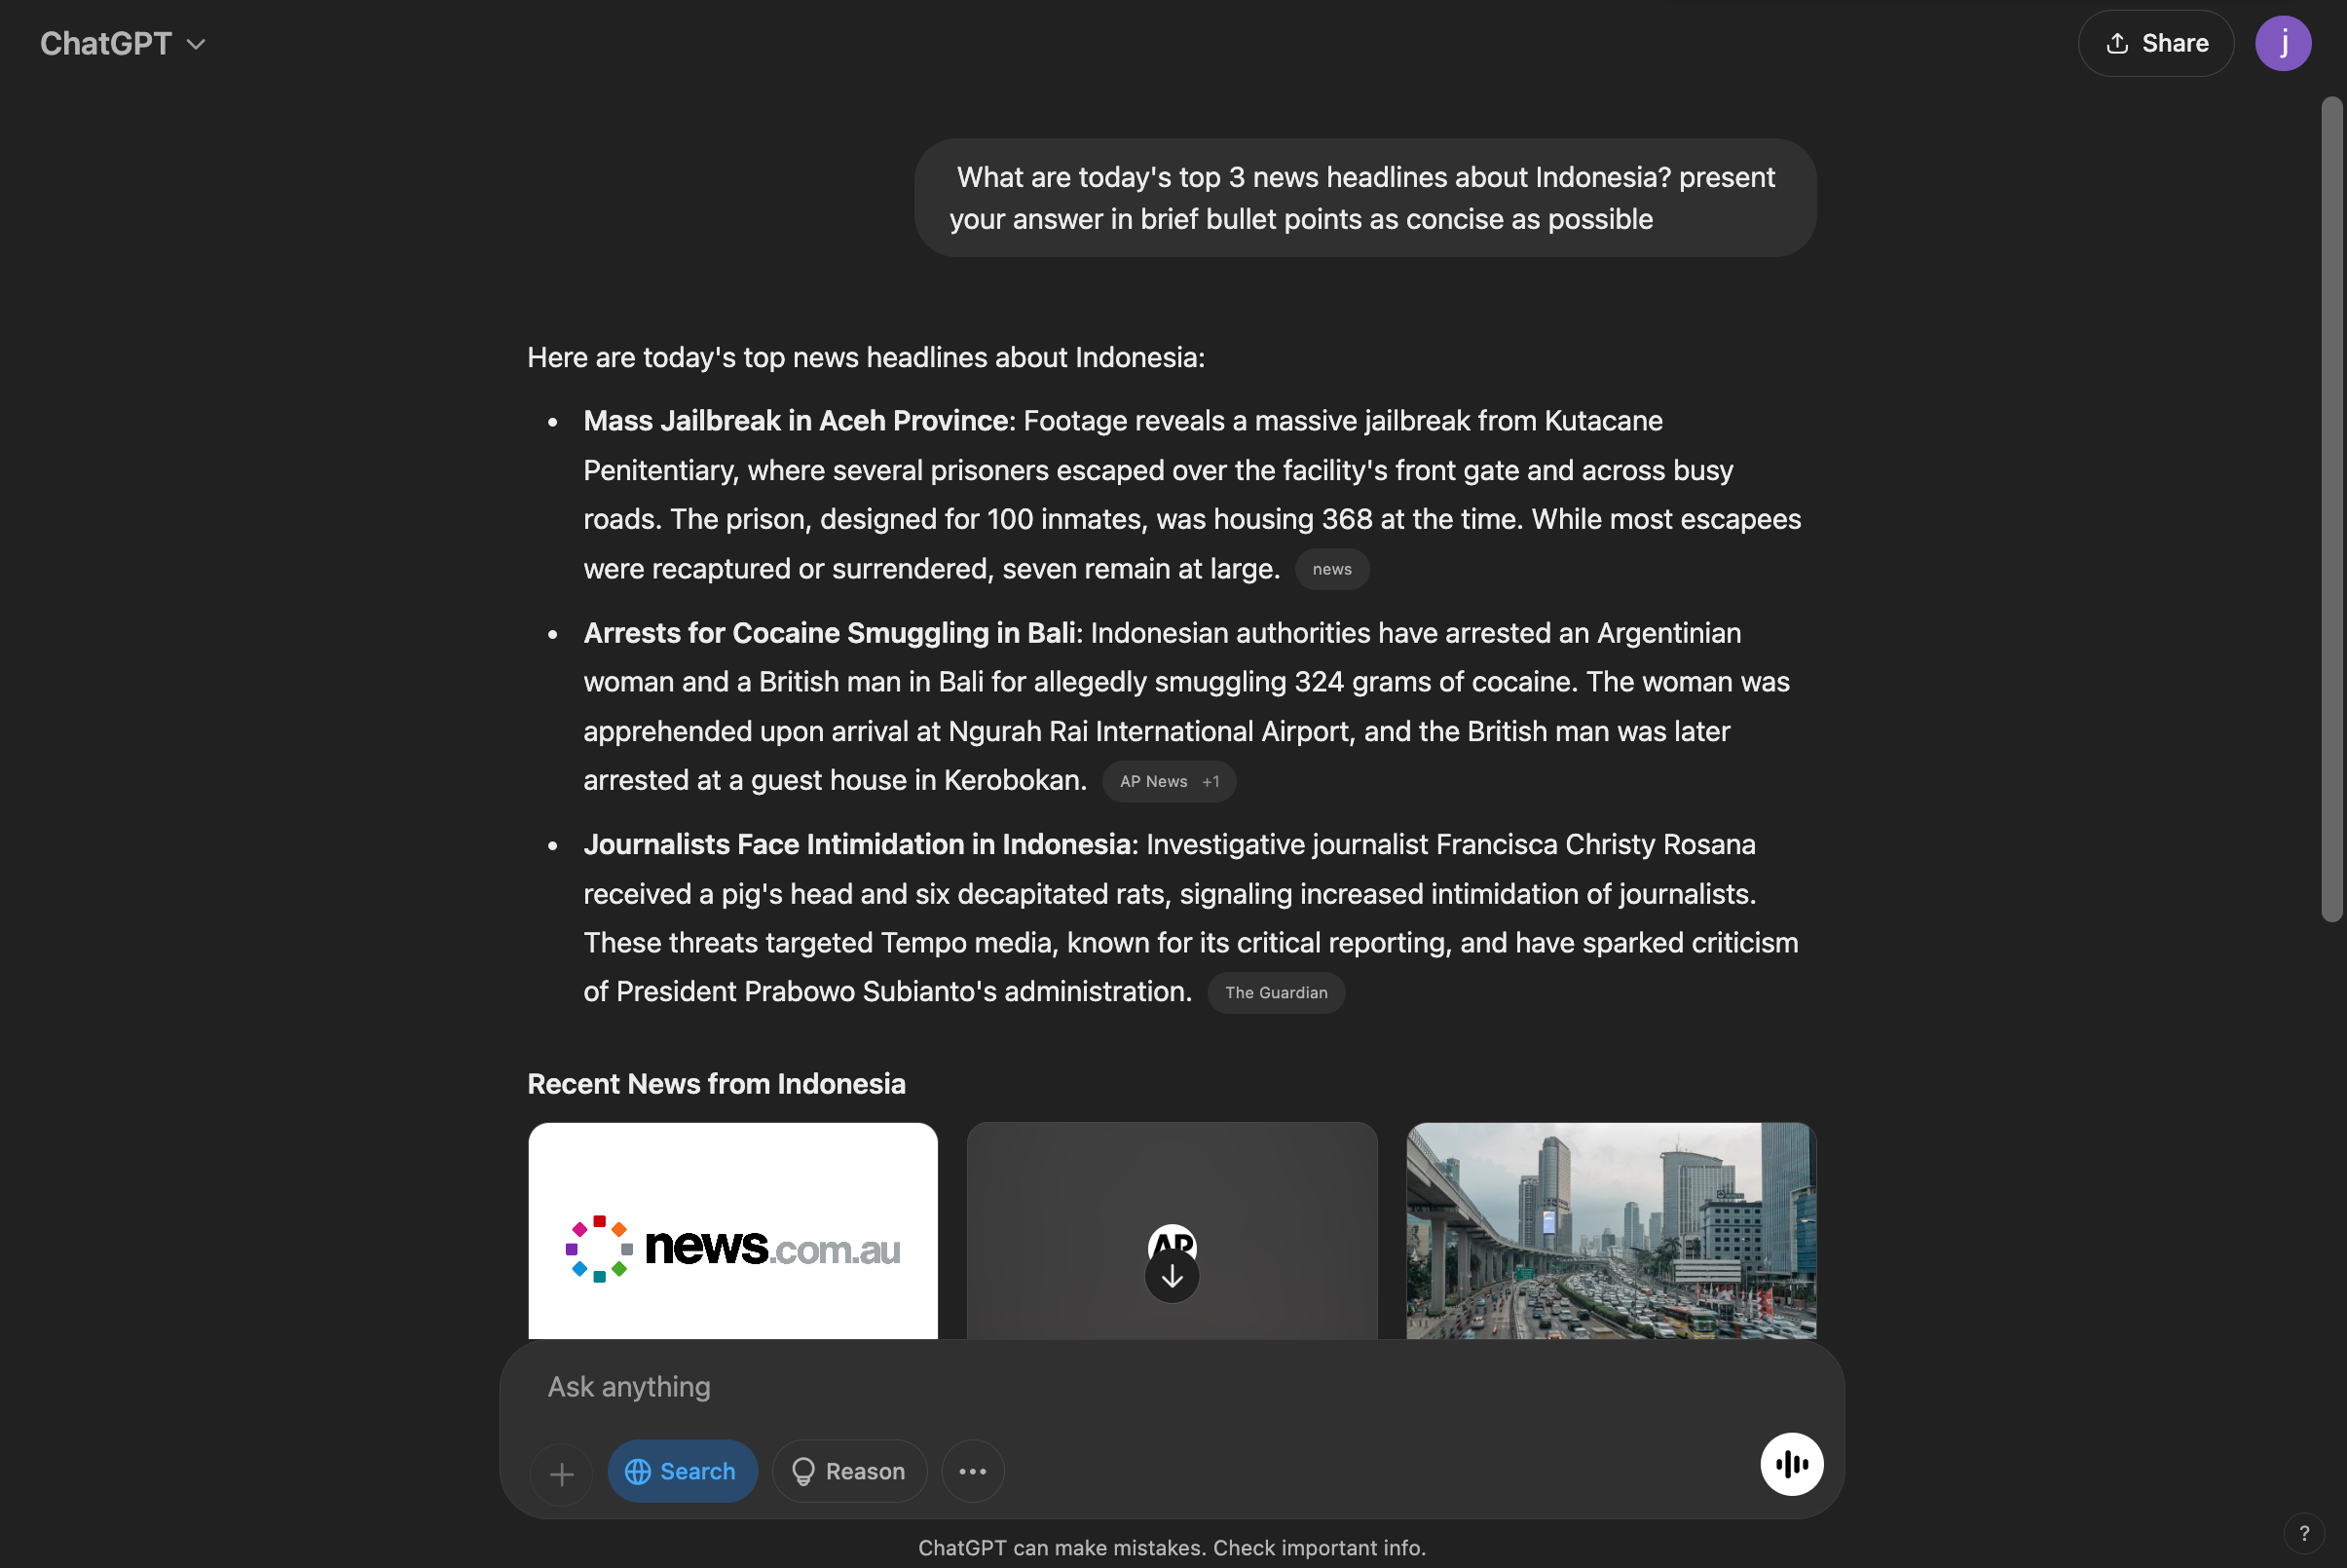 ChatGPT
Share
j
What are today's top 3 news headlines about Indonesia? present
your answer in brief bullet points as concise as possible
Here are today's top news headlines about Indonesia:
• Mass Jailbreak in Aceh Province: Footage reveals a massive jailbreak from Kutacane
Penitentiary, where several prisoners escaped over the facility's front gate and across busy
roads. The prison, designed for 100 inmates, was housing 368 at the time. While most escapees
were recaptured or surrendered, seven remain at large. news
• Arrests for Cocaine Smuggling in Bali: Indonesian authorities have arrested an Argentinian
woman and a British man in Bali for allegedly smuggling 324 grams of cocaine. The woman was
apprehended upon arrival at Ngurah Rai International Airport, and the British man was later
arrested at a guest house in Kerobokan. AP News +1
• Journalists Face Intimidation in Indonesia: Investigative journalist Francisca Christy Rosana
received a pig's head and six decapitated rats, signaling increased intimidation of journalists.
These threats targeted Tempo media, known for its critical reporting, and have sparked criticism
of President Prabowo Subianto's administration. The Guardian
Recent News from Indonesia
news.com.au
AP
Ask anything
Search
Reason
ChatGPT can make mistakes. Check important info.
?